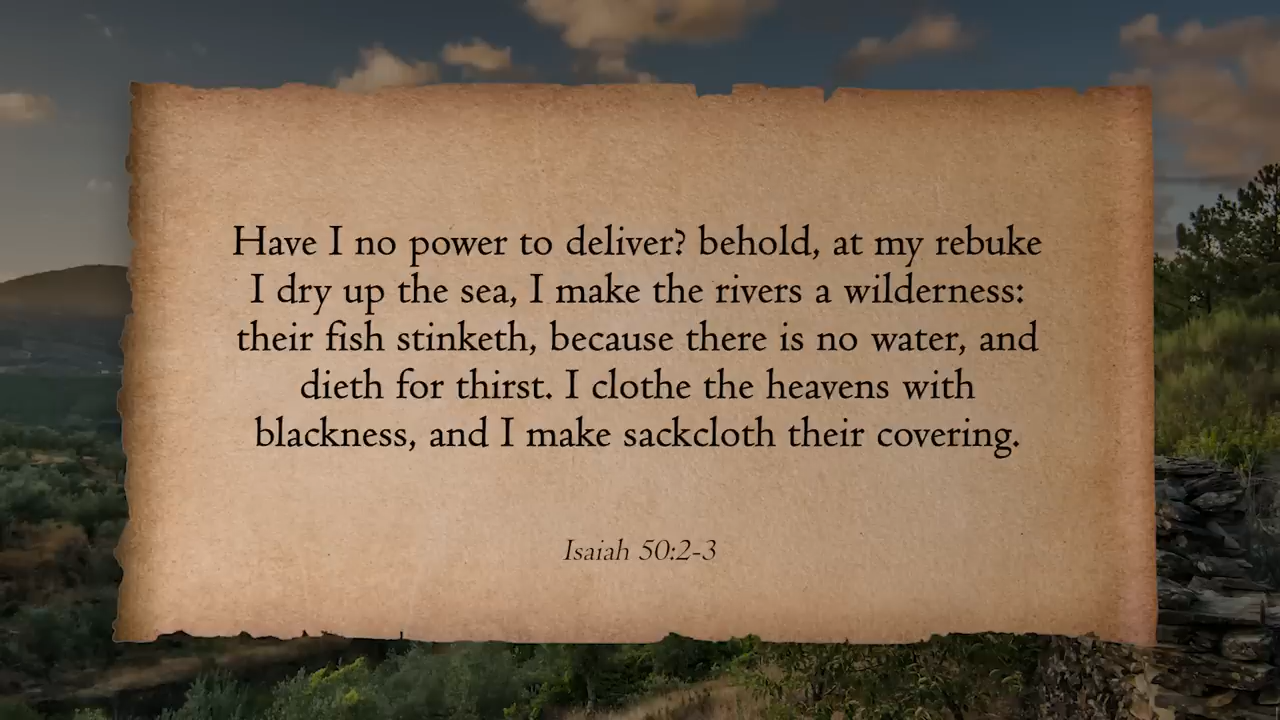 Have I no power to deliver? behold, at my rebuke
I dry up the sea, I make the rivers a wilderness:
their fish stinketh, because there is no water, and
dieth for thirst. I clothe the heavens with
blackness, and I make sackcloth their covering.
Isaiah 50:2-3